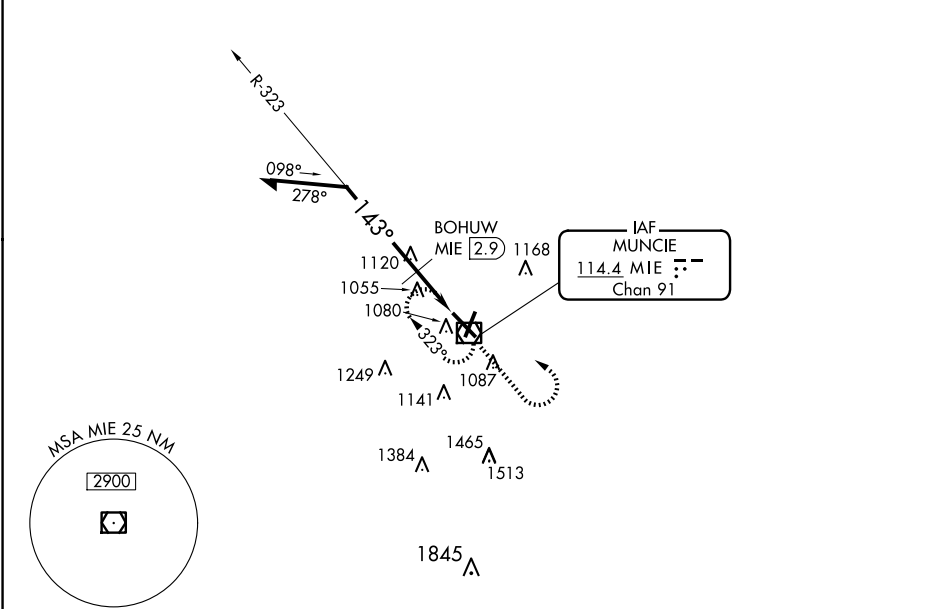 R-323
098°
278°
143°
BOHUW
MIE 2.9
1168
1120
1055
1080
323°
IAF
MUNCIE
114.4 MIE
Chan 91
1249
1087
1141
1465
1384
1513
1845
MSA MIE 25 NM
2900